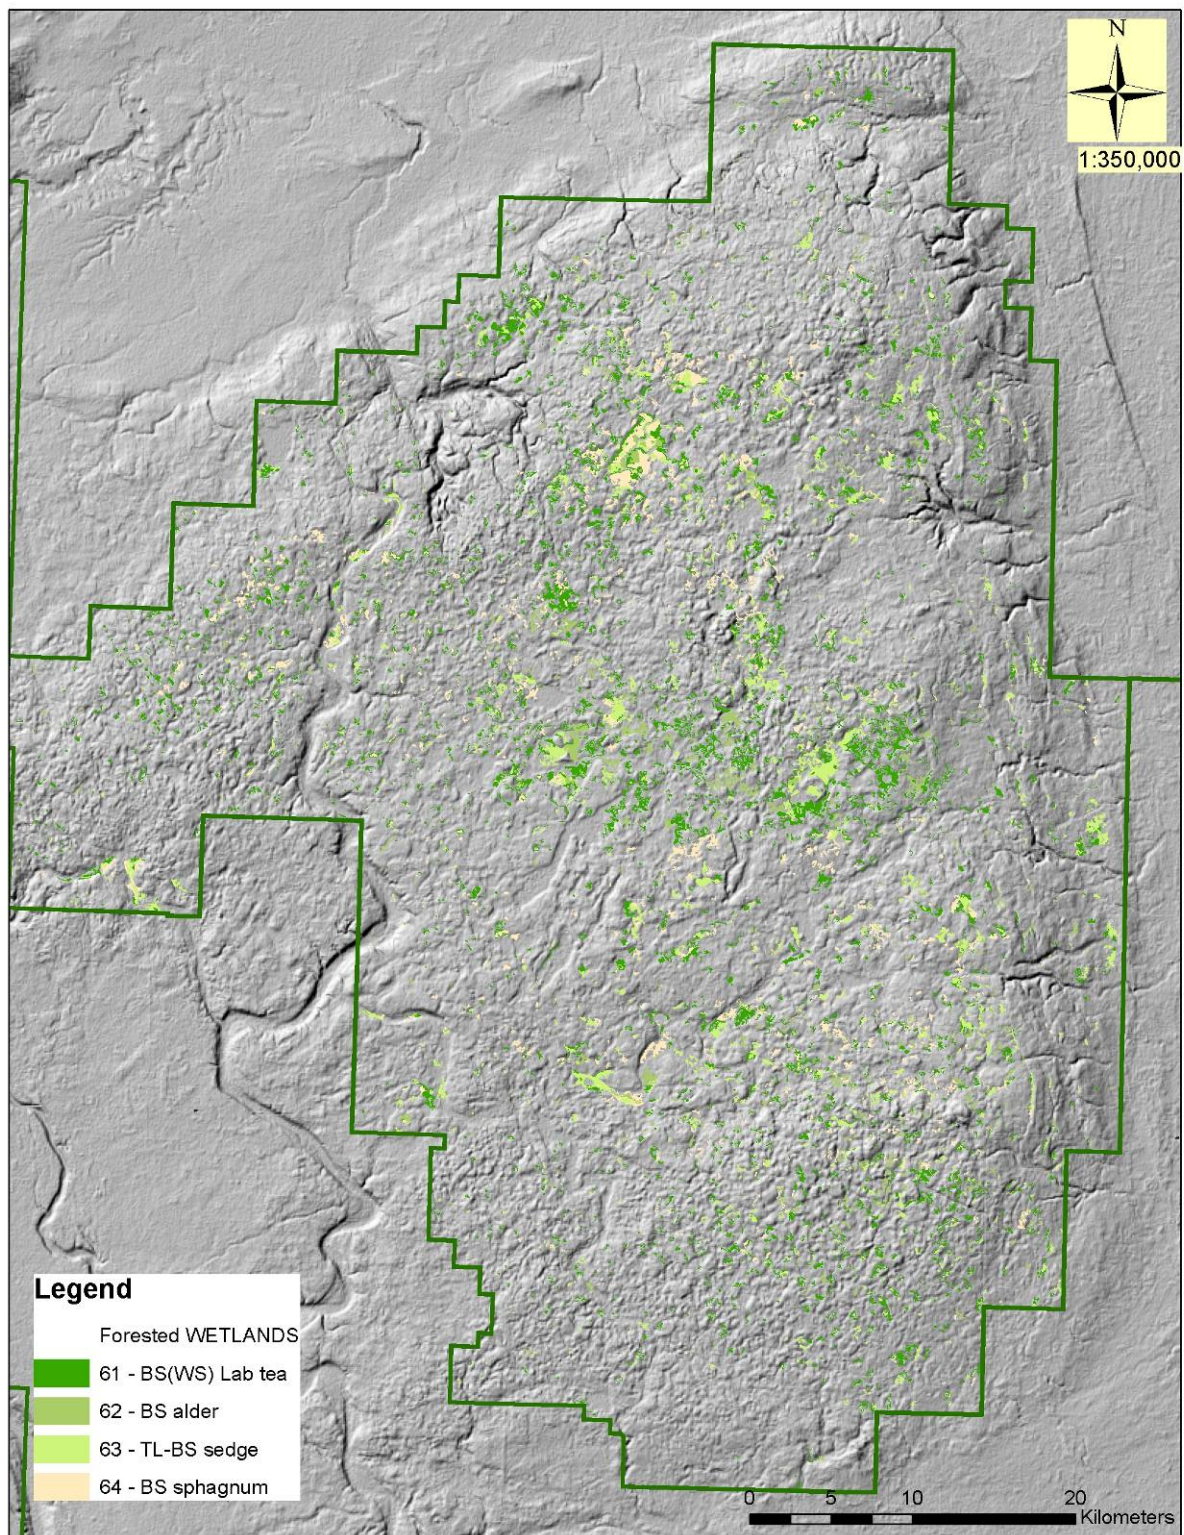 N
1:350,000
Legend
Forested WETLANDS
61 - BS(WS) Lab tea
62 - BS alder
63 - TL-BS sedge
64 - BS sphagnum
0 5 10 20
Kilometers